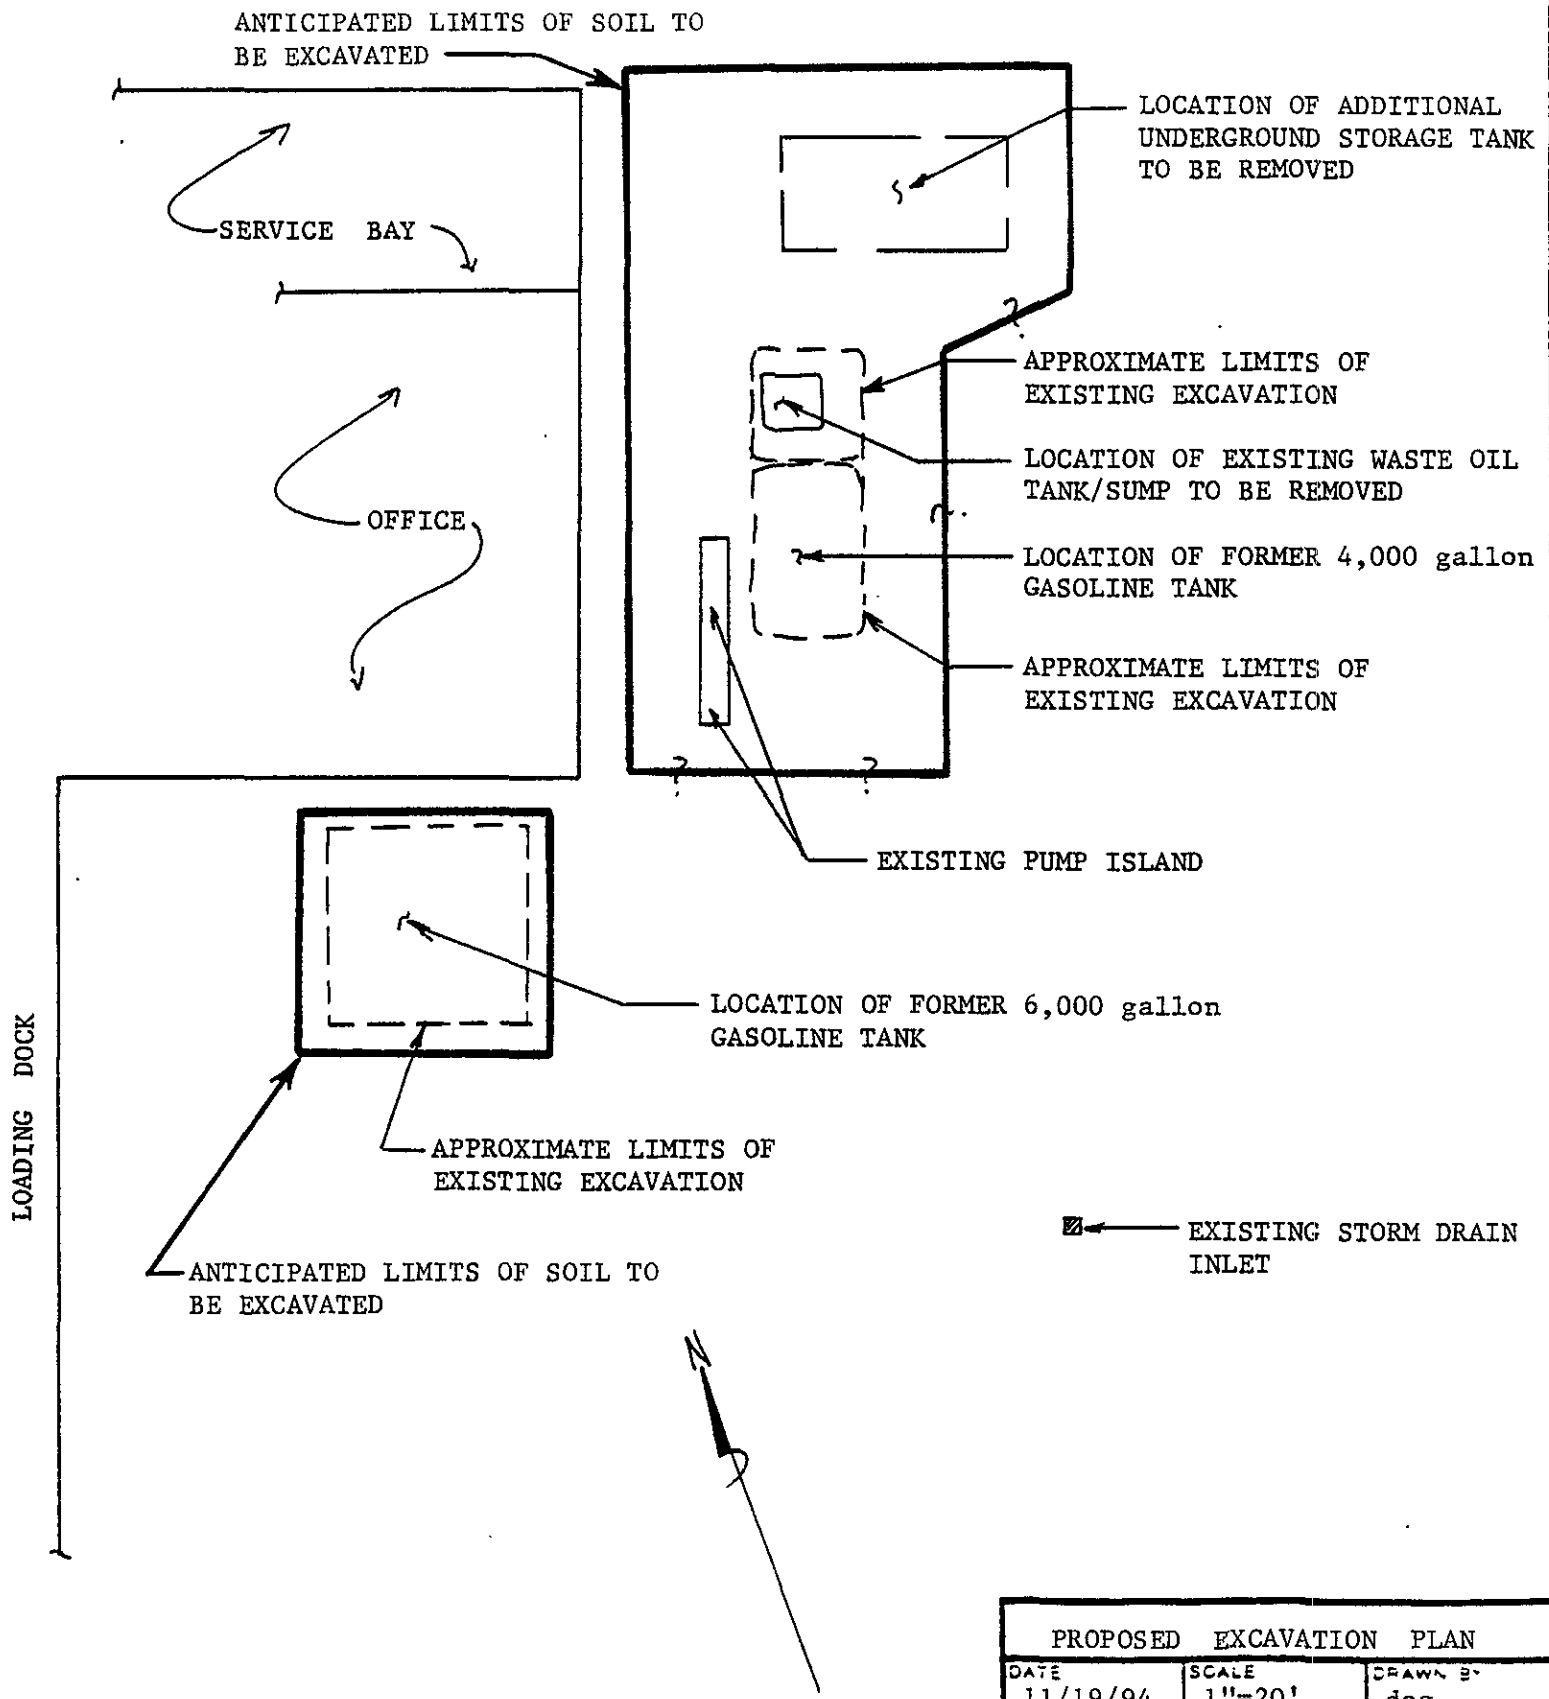 ANTICIPATED LIMITS OF SOIL TO
BE EXCAVATED
LOCATION OF ADDITIONAL
UNDERGROUND STORAGE TANK
TO BE REMOVED
SERVICE BAY
?
APPROXIMATE LIMITS OF
EXISTING EXCAVATION
LOCATION OF EXISTING WASTE OIL
TANK/SUMP TO BE REMOVED
?
OFFICE
LOCATION OF FORMER 4,000 gallon
GASOLINE TANK
APPROXIMATE LIMITS OF
EXISTING EXCAVATION
? ?
EXISTING PUMP ISLAND
LOCATION OF FORMER 6,000 gallon
GASOLINE TANK
LOADING DOCK
APPROXIMATE LIMITS OF
EXISTING EXCAVATION
EXISTING STORM DRAIN
INLET
ANTICIPATED LIMITS OF SOIL TO
BE EXCAVATED
N
PROPOSED EXCAVATION PLAN
DATE SCALE DRAWN BY
11/19/94 1"=20'